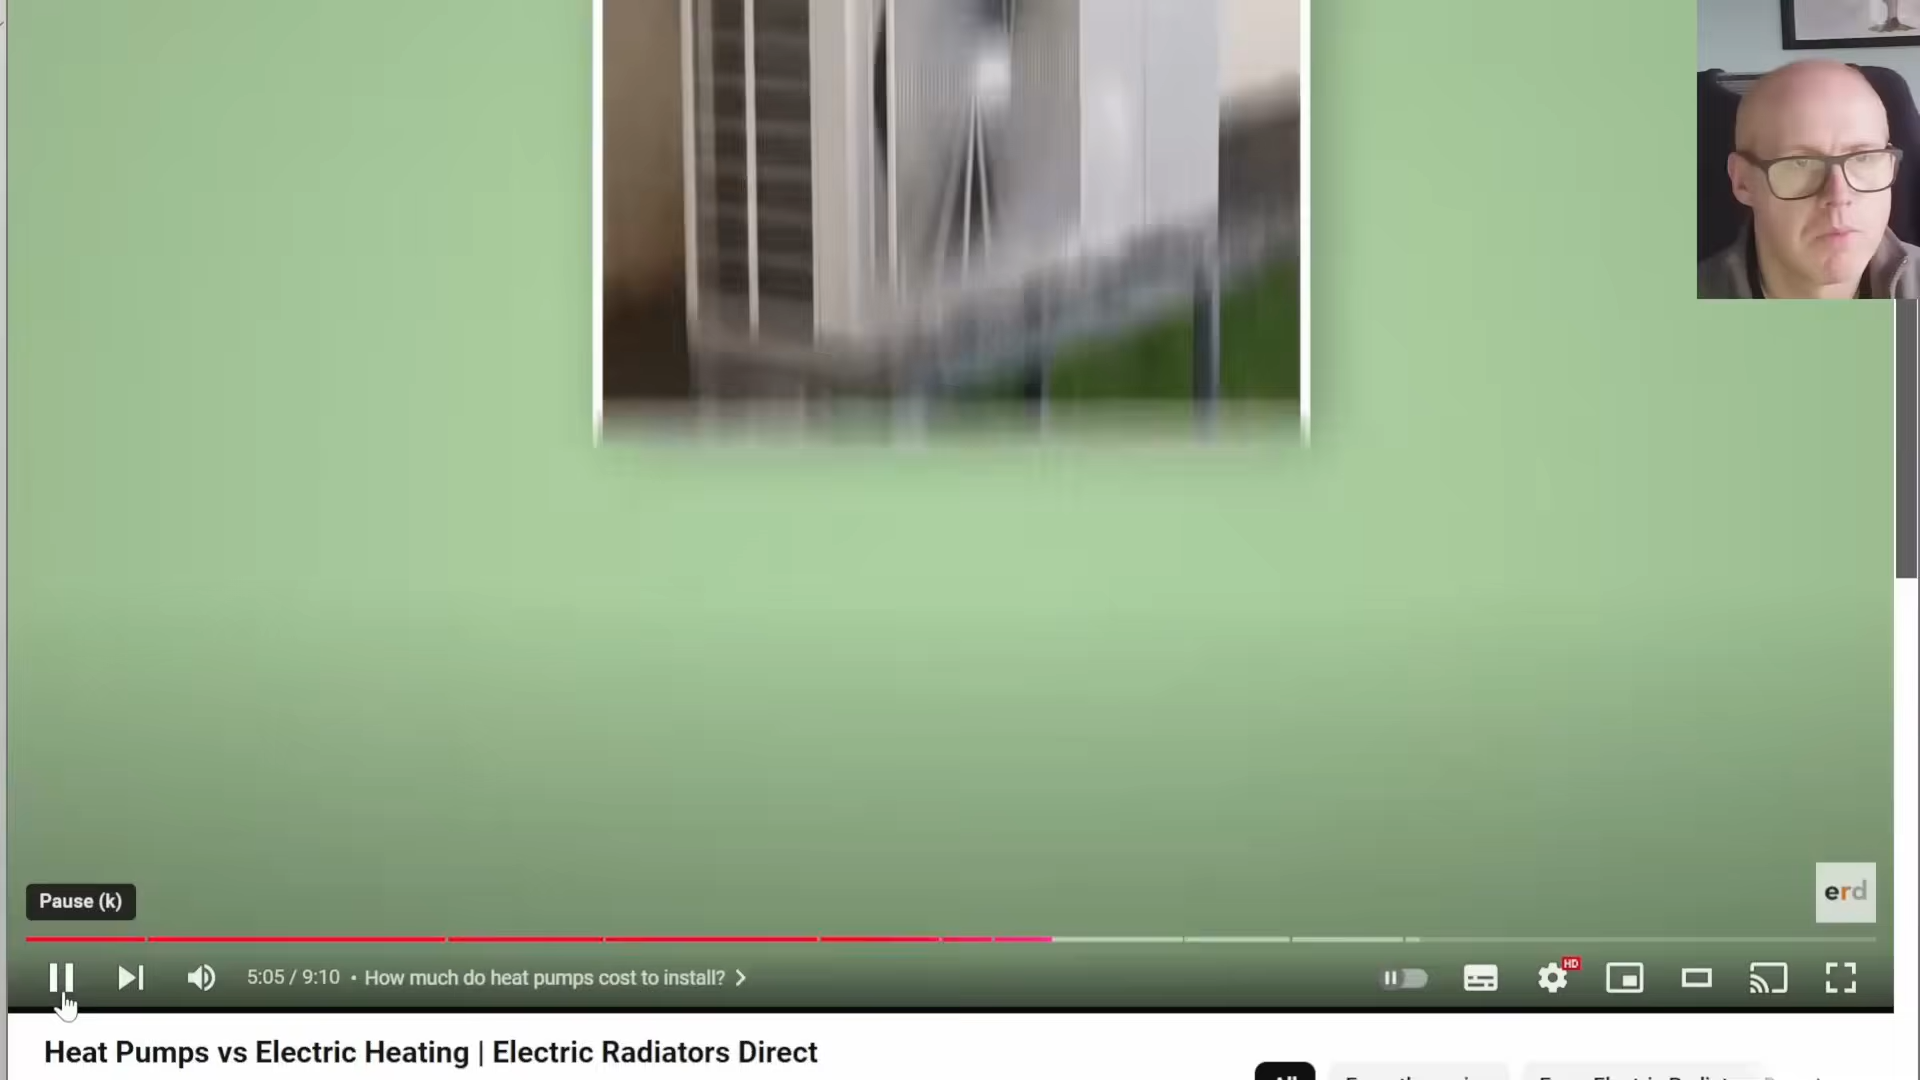 erd
Pause (k)
HD
5:05 / 9:10 • How much do heat pumps cost to install?
Heat Pumps vs Electric Heating | Electric Radiators Direct
All